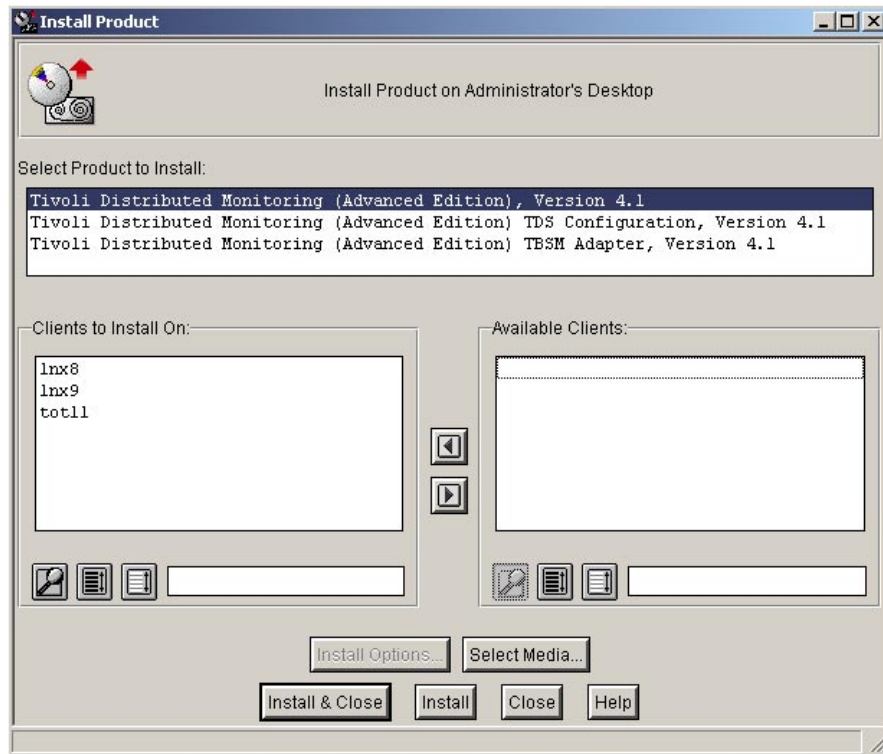 Install Product
Install Product on Administrator's Desktop
Select Product to Install:
Tivoli Distributed Monitoring (Advanced Edition), Version 4.1
Tivoli Distributed Monitoring (Advanced Edition) TDS Configuration, Version 4.1
Tivoli Distributed Monitoring (Advanced Edition) TBSM Adapter, Version 4.1
Clients to Install On:
lnx8
lnx9
totll
Available Clients:
Install Options...
Select Media...
Install & Close
Install
Close
Help